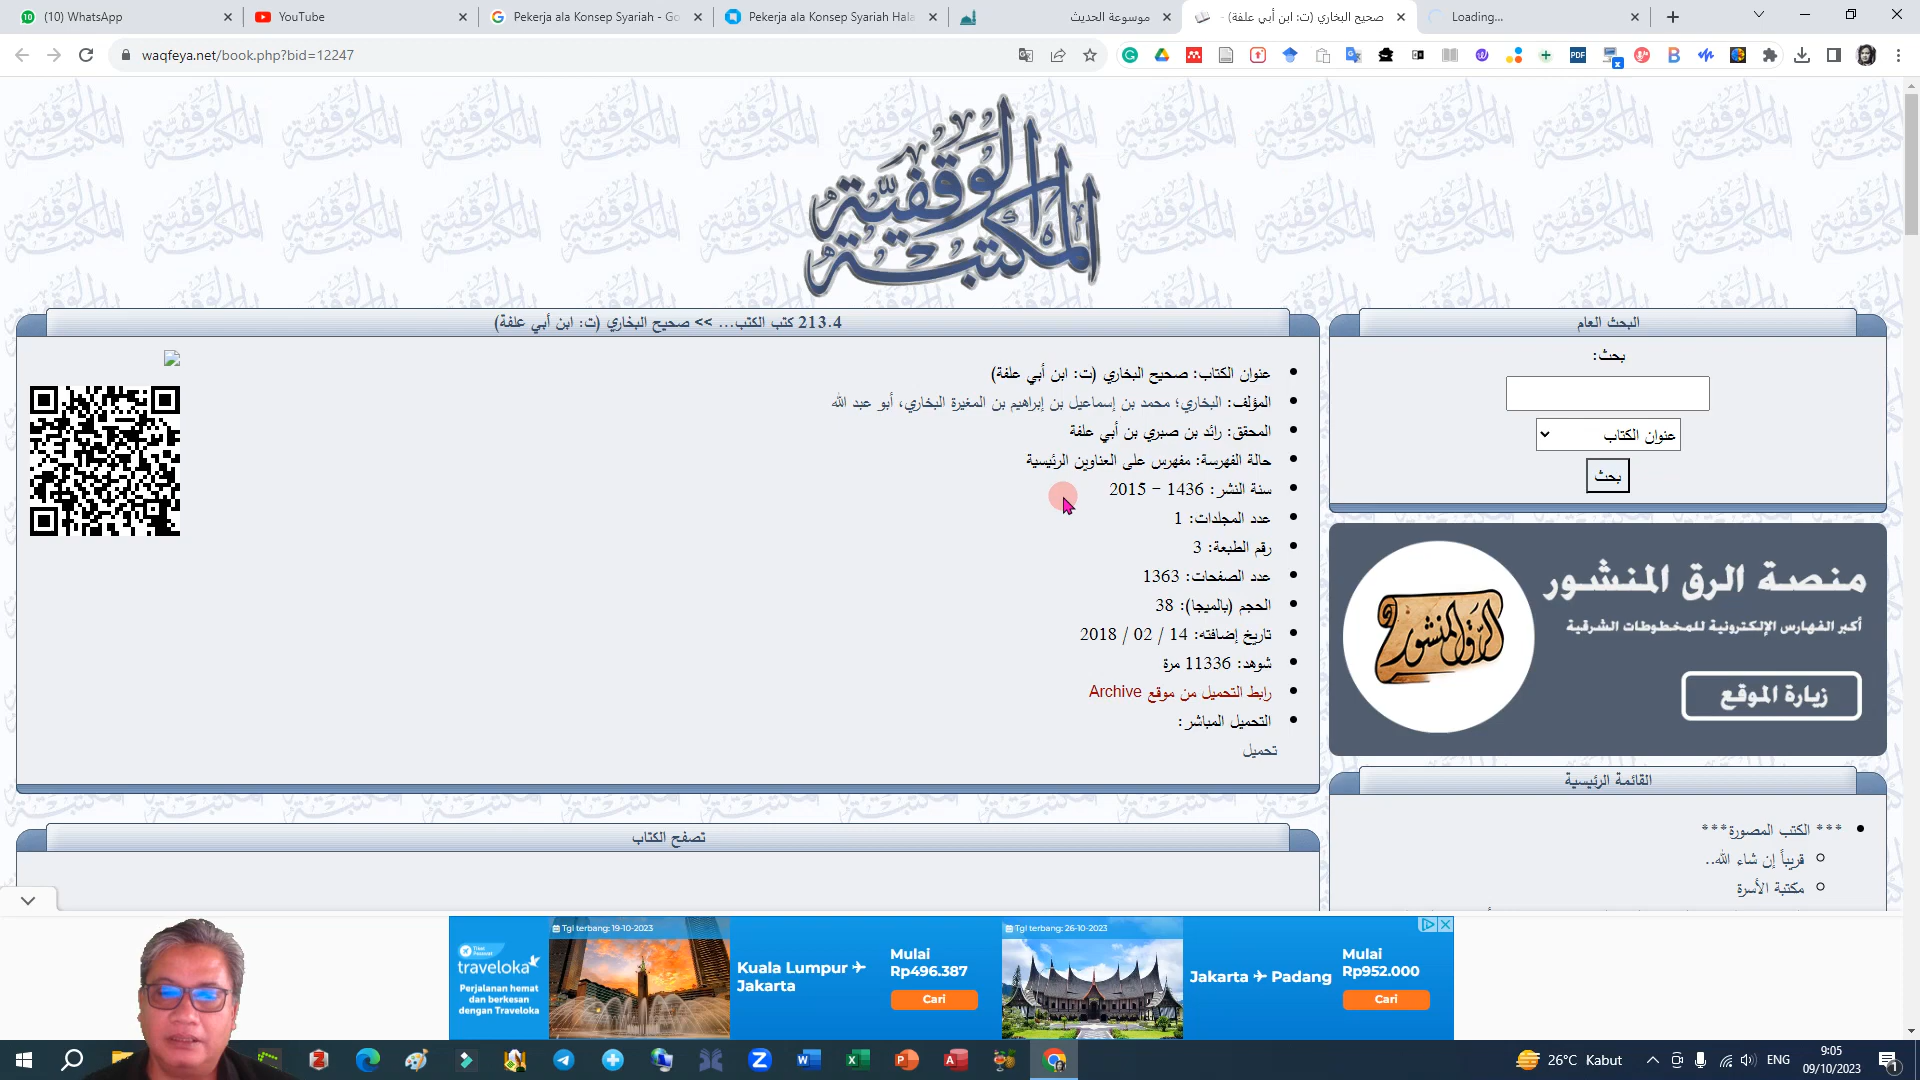 (10) WhatsApp
YouTube
Pekerja ala Konsep Syariah - Go
Pekerja ala Konsep Syariah Hala
موسوعة الحديث
صحيح البخاري (ت: ابن أبي علفة) -
Loading...
waqfeya.net/book.php?bid=12247
المكتبة الوقفية
213.4 كتب الكتب... >> صحيح البخاري (ت: ابن أبي علفة)
عنوان الكتاب: صحيح البخاري (ت: ابن أبي علفة)
المؤلف: البخاري؛ محمد بن إسماعيل بن إبراهيم بن المغيرة البخاري، أبو عبد الله
المحقق: رائد بن صبري بن أبي علفة
حالة الفهرسة: مفهرس على العناوين الرئيسية
سنة النشر: 1436 - 2015
عدد المجلدات: 1
رقم الطبعة: 3
عدد الصفحات: 1363
الحجم (بالميجا): 38
تاريخ إضافته: 14 / 02 / 2018
شوهد: 11336 مرة
رابط التحميل من موقع Archive
التحميل المباشر:
تحميل
تصفح الكتاب
البحث العام
بحث:
عنوان الكتاب
بحث
منصة الرق المنشور
أكبر الفهارس الإلكترونية للمخطوطات الشرقية
زيارة الموقع
الرق المنشور
القائمة الرئيسية
*** الكتب المصورة ***
قريباً إن شاء الله..
مكتبة الأسرة
traveloka
Perjalanan hemat
dan berkesan
dengan Traveloka
Tgl terbang: 19-10-2023
Kuala Lumpur ✈
Jakarta
Mulai
Rp496.387
Cari
Tgl terbang: 26-10-2023
Jakarta ✈ Padang
Mulai
Rp952.000
Cari
26°C Kabut
ENG
9:05
09/10/2023